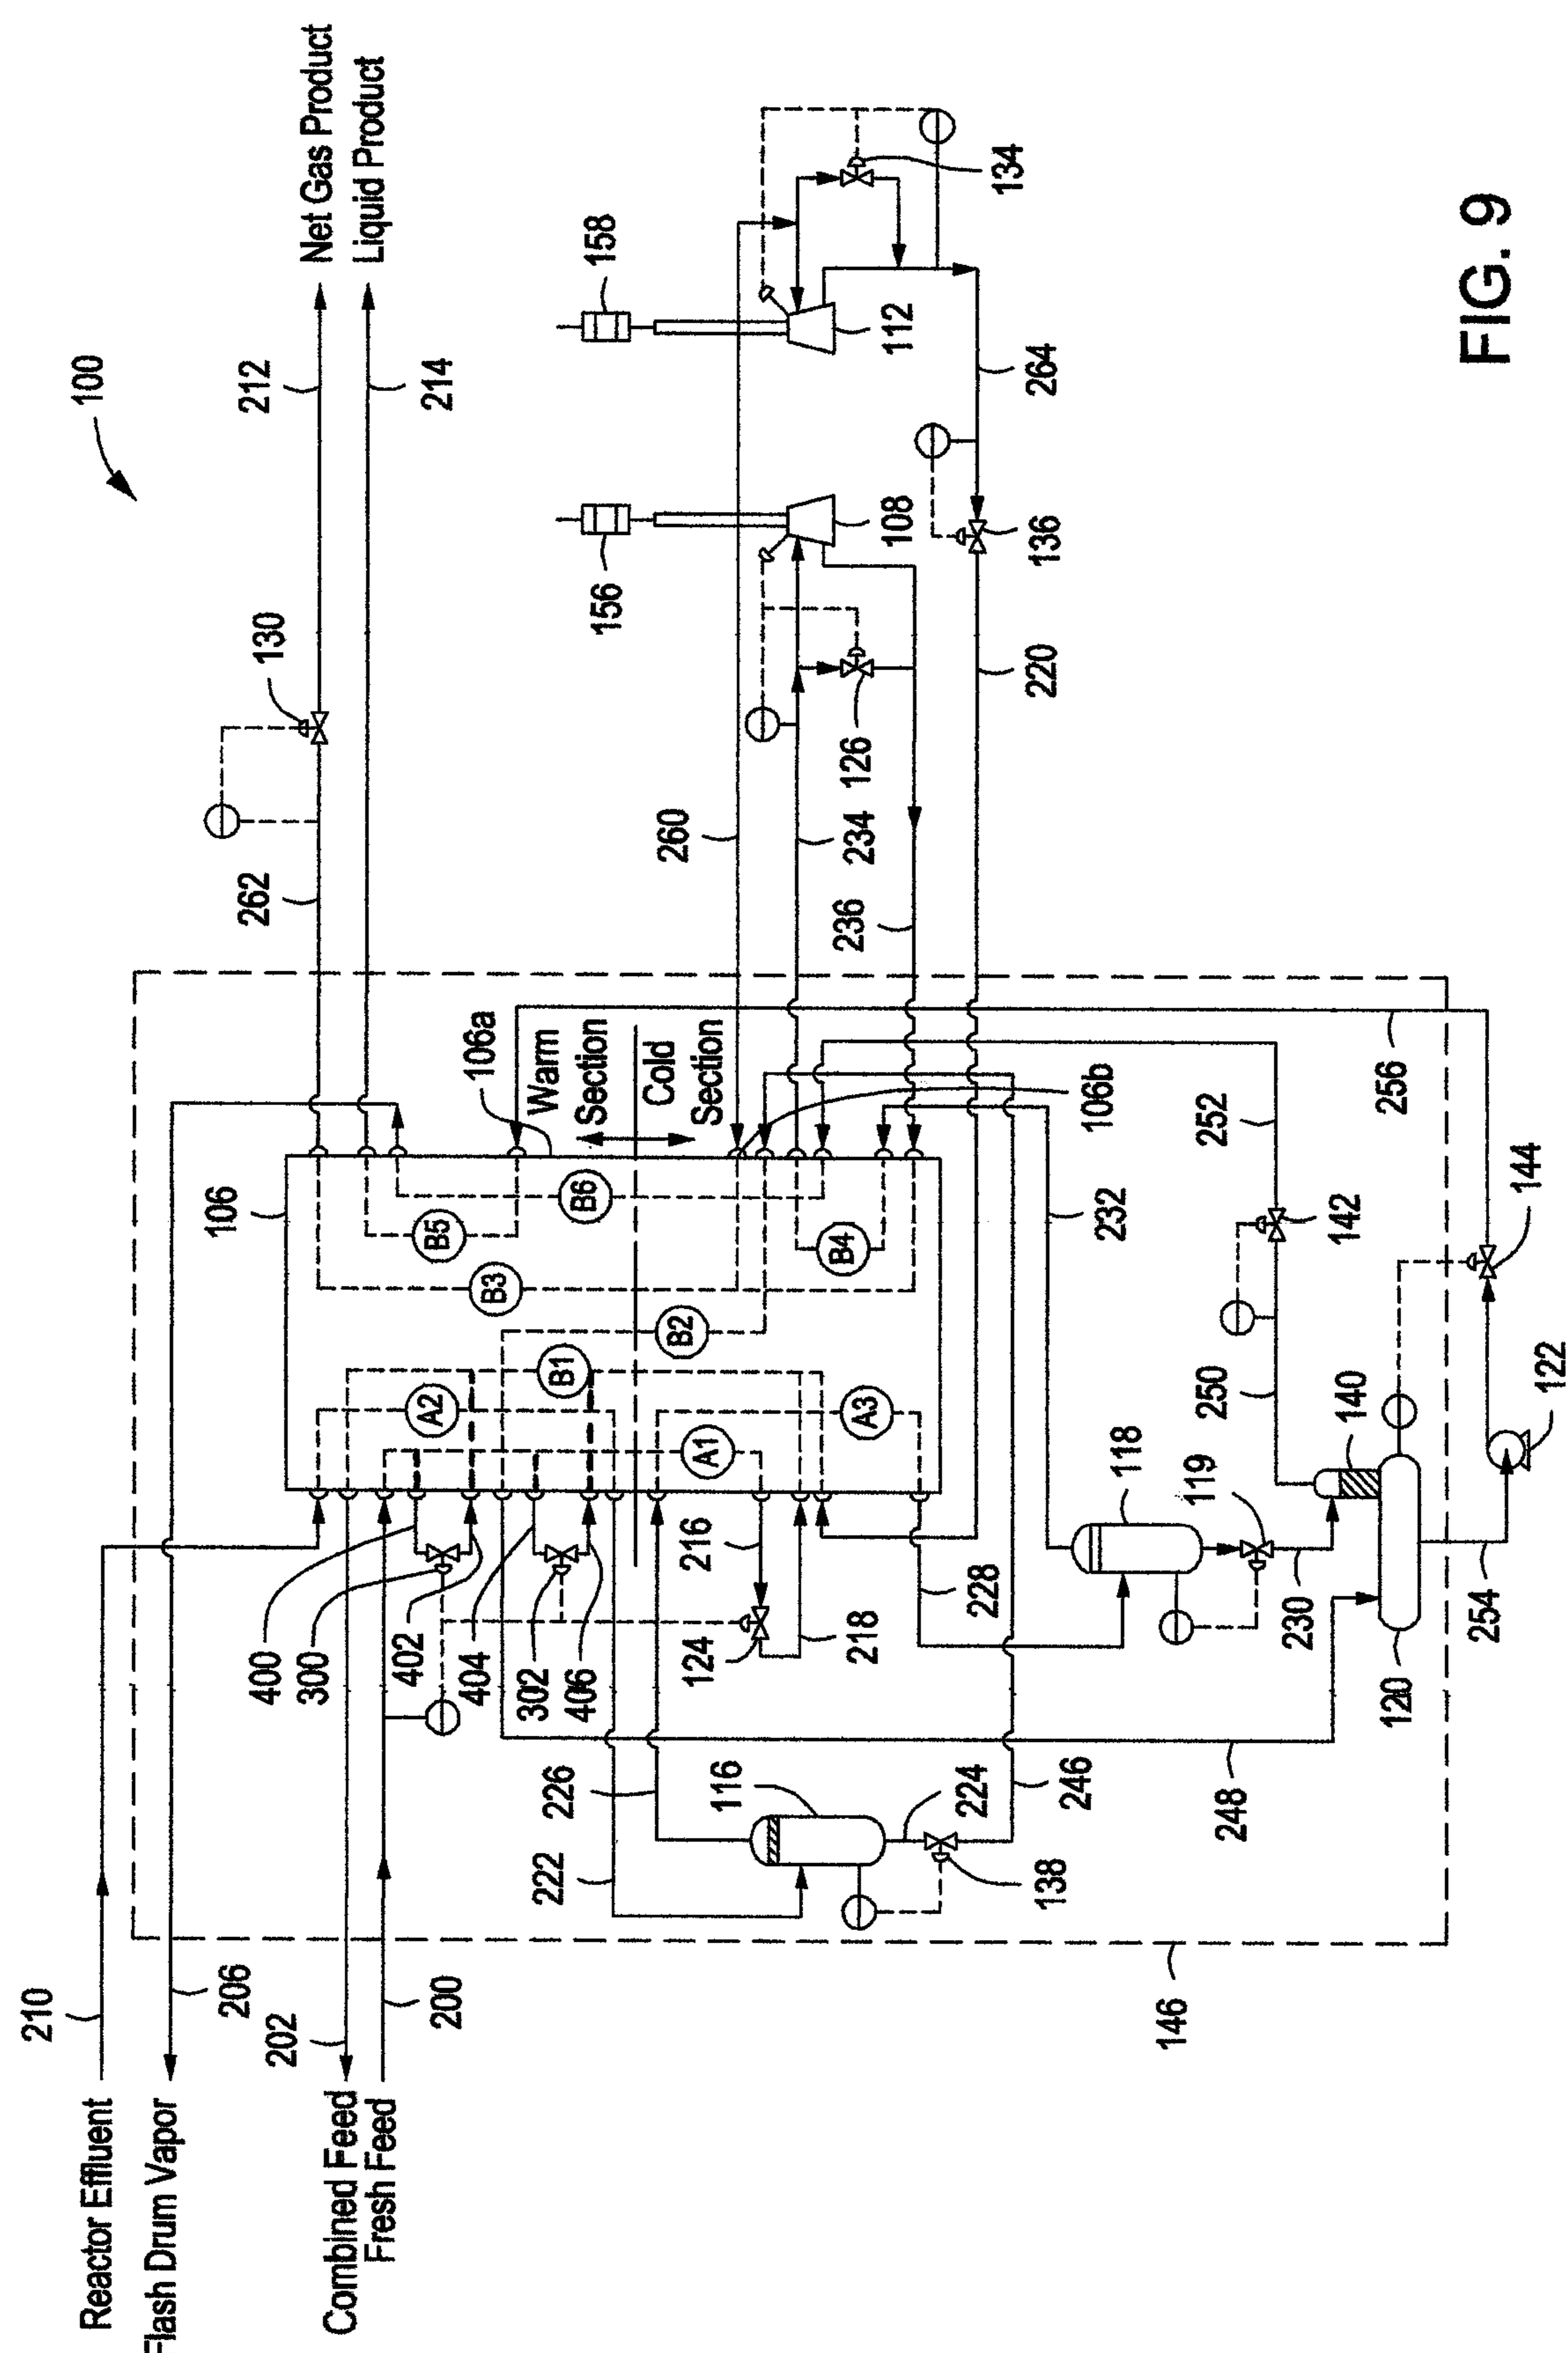 210
Reactor Effluent
100
Flash Drum Vapor
206
106
262
130
212
Net Gas Product
202
400
300
Combined Feed
Fresh Feed
Liquid Product
200
402
A2
B5
214
404
B3
106a
302
B1
B6
Warm
Section
222
226
406
B2
Cold
Section
156
158
216
A1
260
116
124
B4
126
234
218
A3
236
108
112
224
228
106b
134
138
246
232
220
136
264
118
146
119
250
252
248
230
140
142
120
254
256
122
144
FIG. 9